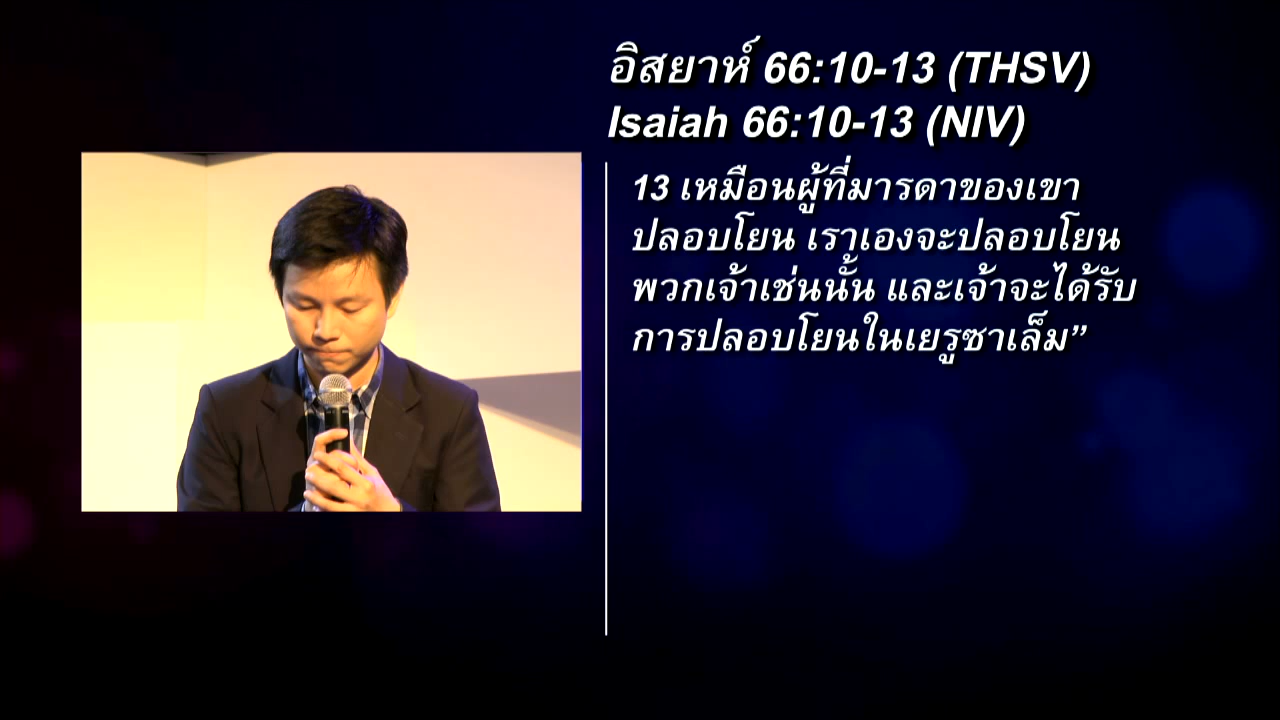 อิสยาห์ 66:10-13 (THSV)
Isaiah 66:10-13 (NIV)
13 เหมือนผู้ที่มารดาของเขา
ปลอบโยน เราเองจะปลอบโยน
พวกเจ้าเช่นนั้น และเจ้าจะได้รับ
การปลอบโยนในเยรูซาเล็ม”